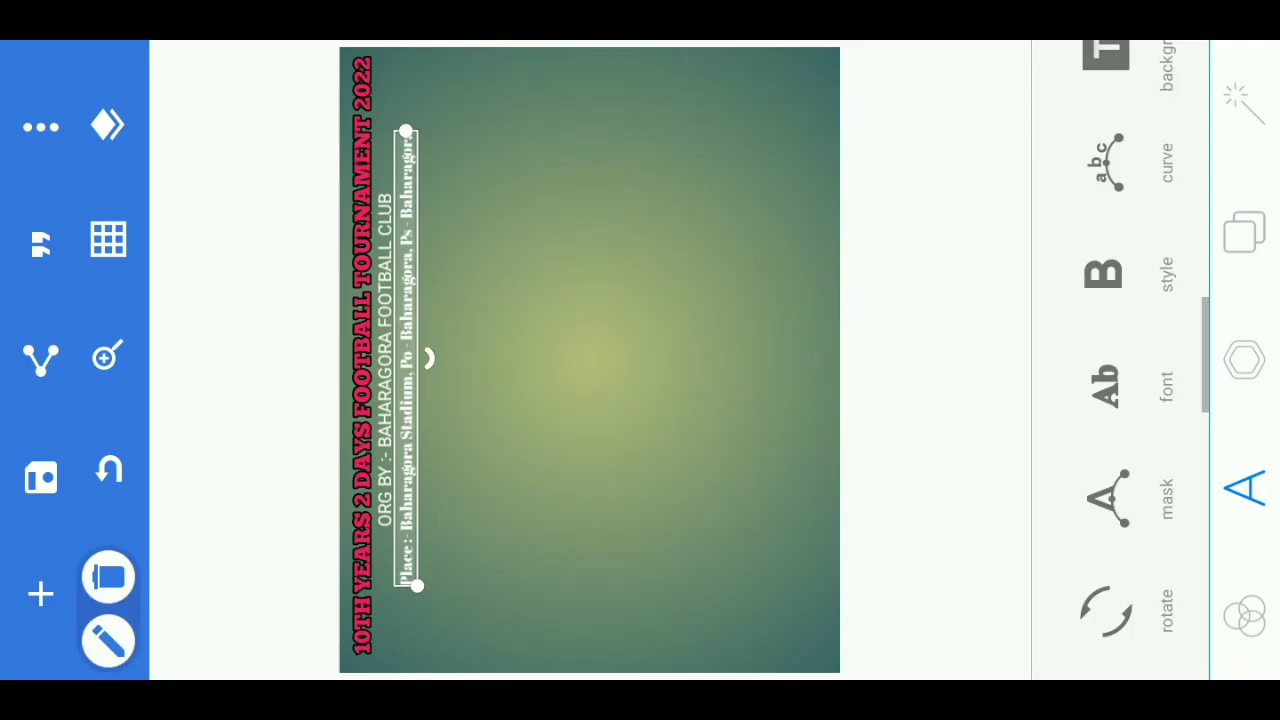 10TH YEARS 2 DAYS FOOTBALL TOURNAMENT 2022
ORG BY :- BAHARAGORA FOOTBALL CLUB
Place :- Baharagora Stadium, Po - Baharagora, Ps - Baharagora
rotate
mask
font
style
curve
backgr